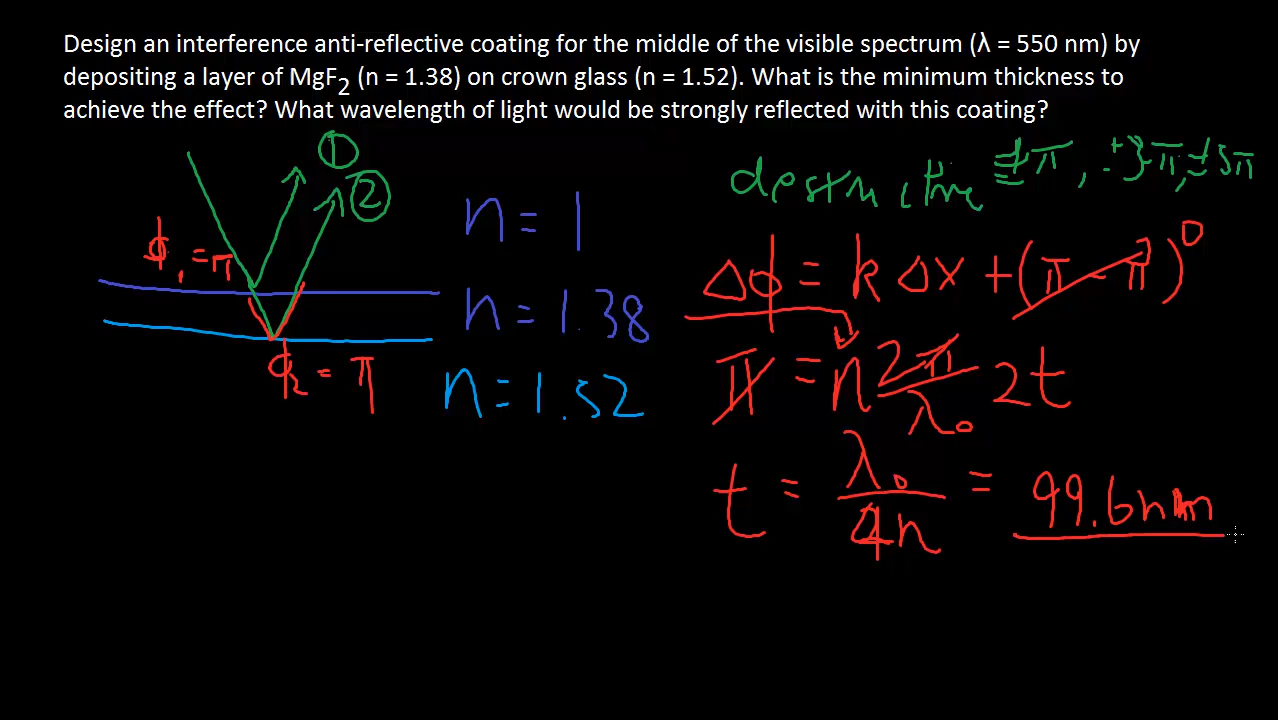 Design an interference anti-reflective coating for the middle of the visible spectrum (λ = 550 nm) by
depositing a layer of MgF₂ (n = 1.38) on crown glass (n = 1.52). What is the minimum thickness to
achieve the effect? What wavelength of light would be strongly reflected with this coating?
①
②
destructive ±π, ±3π, ±5π
n = 1
ϕ₁ = π
Δϕ = kΔx + (π - π)⁰
n = 1.38
π = n 2π/λ₀ 2t
ϕ₂ = π
n = 1.52
t = λ₀/4n = 99.6nm